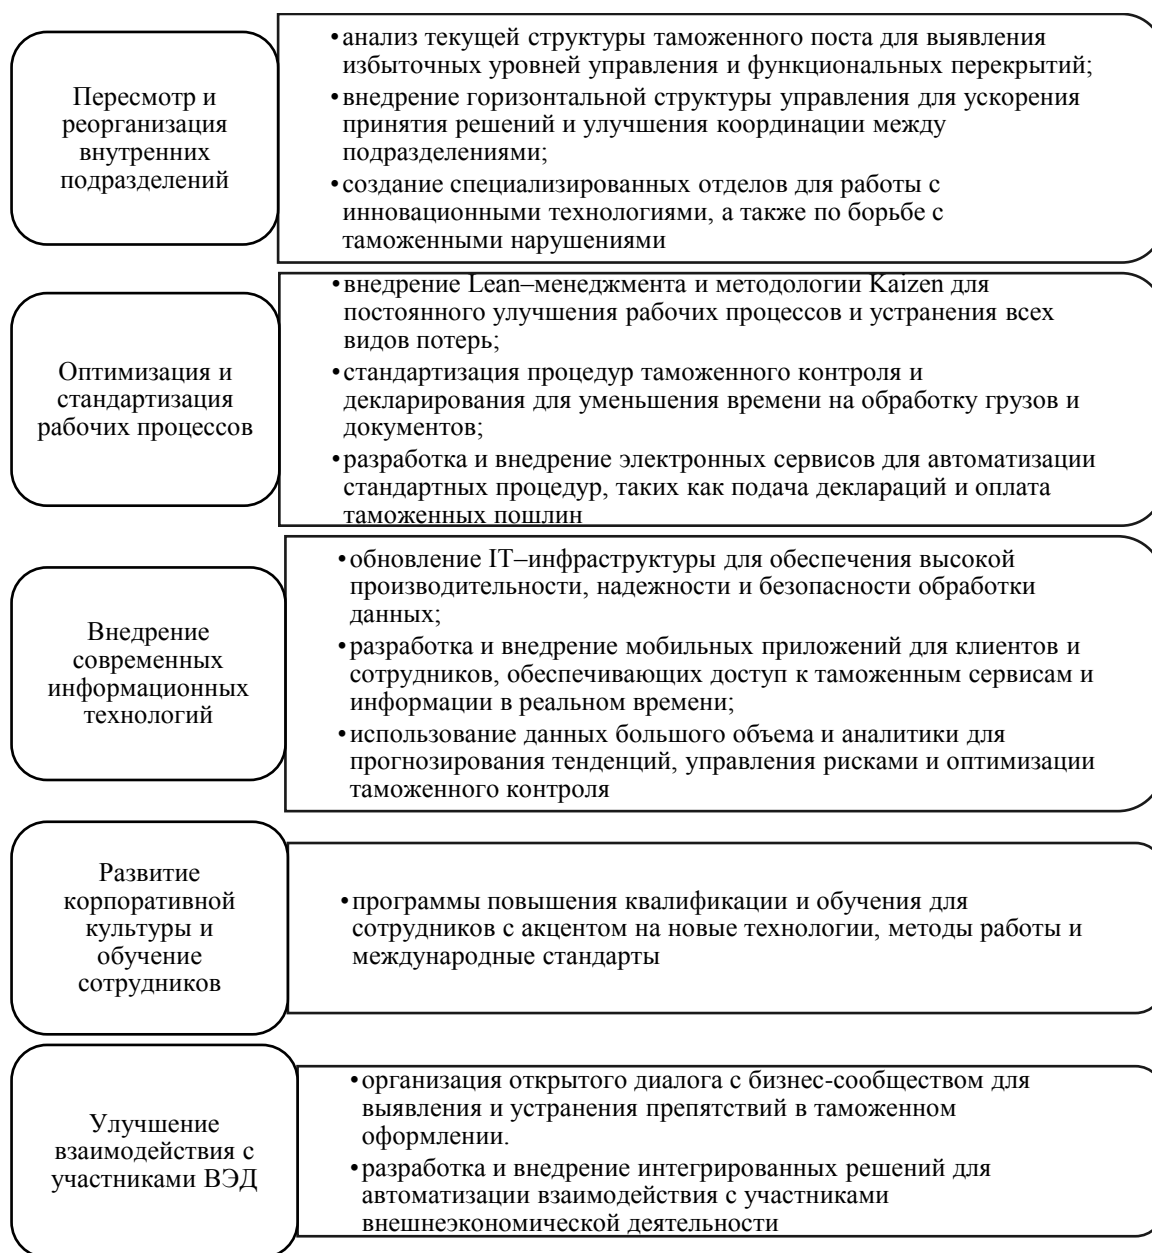 Пересмотр и
реорганизация
внутренних
подразделений
•анализ текущей структуры таможенного поста для выявления
избыточных уровней управления и функциональных перекрытий;
•внедрение горизонтальной структуры управления для ускорения
принятия решений и улучшения координации между
подразделениями;
•создание специализированных отделов для работы с
инновационными технологиями, а также по борьбе с
таможенными нарушениями
Оптимизация и
стандартизация
рабочих процессов
•внедрение Lean–менеджмента и методологии Kaizen для
постоянного улучшения рабочих процессов и устранения всех
видов потерь;
•стандартизация процедур таможенного контроля и
декларирования для уменьшения времени на обработку грузов и
документов;
•разработка и внедрение электронных сервисов для автоматизации
стандартных процедур, таких как подача деклараций и оплата
таможенных пошлин
Внедрение
современных
информационных
технологий
•обновление IT–инфраструктуры для обеспечения высокой
производительности, надежности и безопасности обработки
данных;
•разработка и внедрение мобильных приложений для клиентов и
сотрудников, обеспечивающих доступ к таможенным сервисам и
информации в реальном времени;
•использование данных большого объема и аналитики для
прогнозирования тенденций, управления рисками и оптимизации
таможенного контроля
Развитие
корпоративной
культуры и
обучение
сотрудников
•программы повышения квалификации и обучения для
сотрудников с акцентом на новые технологии, методы работы и
международные стандарты
Улучшение
взаимодействия с
участниками ВЭД
•организация открытого диалога с бизнес-сообществом для
выявления и устранения препятствий в таможенном
оформлении.
•разработка и внедрение интегрированных решений для
автоматизации взаимодействия с участниками
внешнеэкономической деятельности